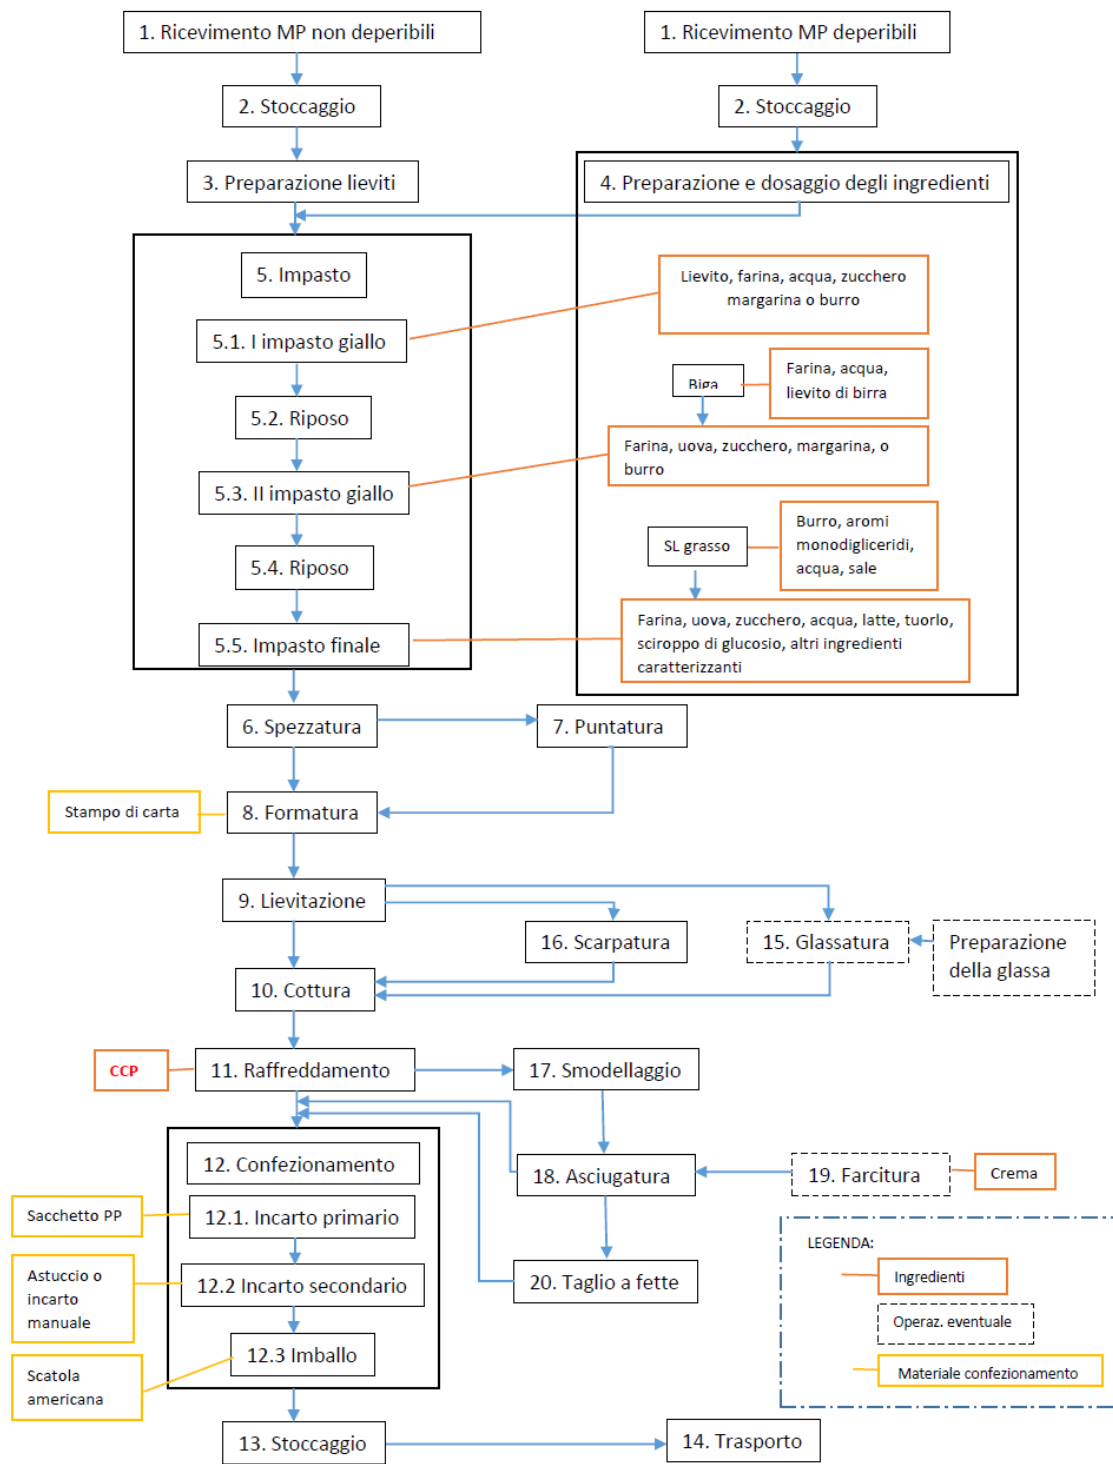 1. Ricevimento MP non deperibili
1. Ricevimento MP deperibili
2. Stoccaggio
2. Stoccaggio
3. Preparazione lieviti
4. Preparazione e dosaggio degli ingredienti
5. Impasto
Lievito, farina, acqua, zucchero
margarina o burro
5.1. I impasto giallo
Biga
Farina, acqua,
lievito di birra
5.2. Riposo
Farina, uova, zucchero, margarina, o
burro
5.3. II impasto giallo
SL grasso
Burro, aromi
monodigliceridi,
acqua, sale
5.4. Riposo
Farina, uova, zucchero, acqua, latte, tuorlo,
sciroppo di glucosio, altri ingredienti
caratterizzanti
5.5. Impasto finale
6. Spezzatura
7. Puntatura
Stampo di carta
8. Formatura
9. Lievitazione
16. Scarpatura
15. Glassatura
Preparazione
della glassa
10. Cottura
CCP
11. Raffreddamento
17. Smodellaggio
12. Confezionamento
18. Asciugatura
19. Farcitura
Crema
Sacchetto PP
12.1. Incarto primario
Astuccio o
incarto
manuale
12.2 Incarto secondario
20. Taglio a fette
LEGENDA:
Ingredienti
Operaz. eventuale
Materiale confezionamento
Scatola
americana
12.3 Imballo
13. Stoccaggio
14. Trasporto